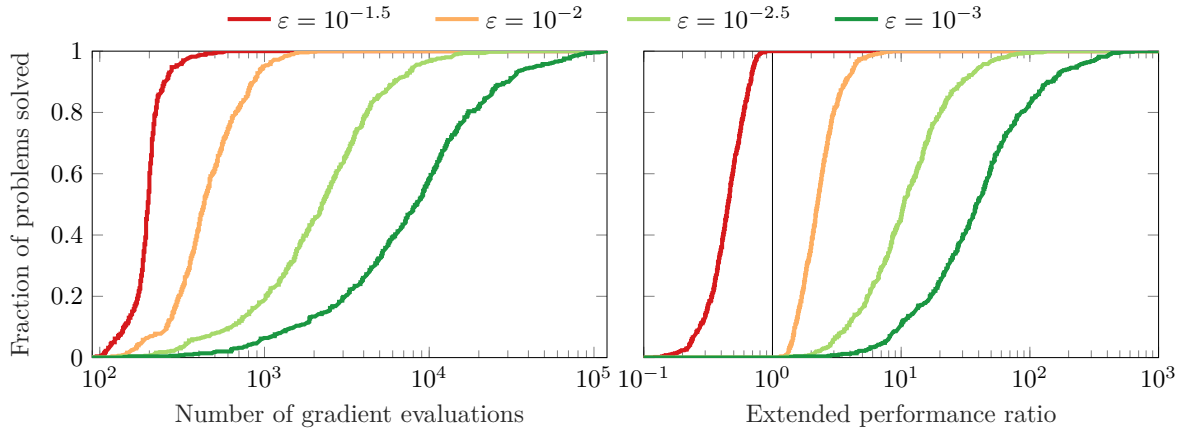 ε = 10^−1.5 ε = 10^−2 ε = 10^−2.5 ε = 10^−3
Fraction of problems solved
1
0.8
0.6
0.4
0.2
0
10^2 10^3 10^4 10^5
Number of gradient evaluations
10^−1 10^0 10^1 10^2 10^3
Extended performance ratio